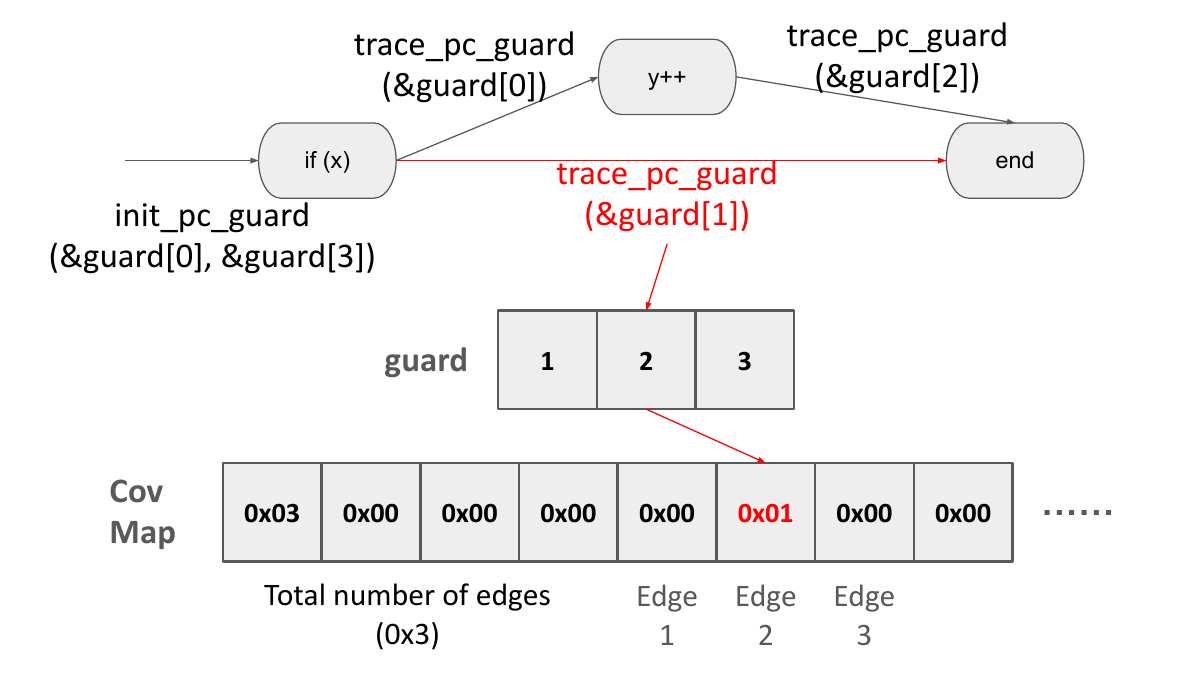 trace_pc_guard
(&guard[0])
trace_pc_guard
(&guard[2])
y++
if (x)
end
trace_pc_guard
(&guard[1])
init_pc_guard
(&guard[0], &guard[3])
guard
1
2
3
Cov
Map
0x03
0x00
0x00
0x00
0x00
0x01
0x00
0x00
......
Total number of edges
(0x3)
Edge
1
Edge
2
Edge
3